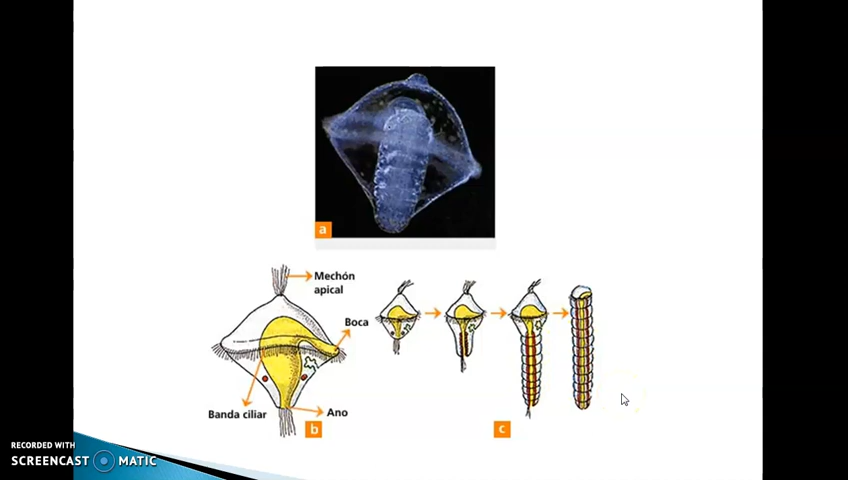 a
Mechón
apical
Boca
Banda ciliar
Ano
b
c
RECORDED WITH
SCREENCAST MATIC